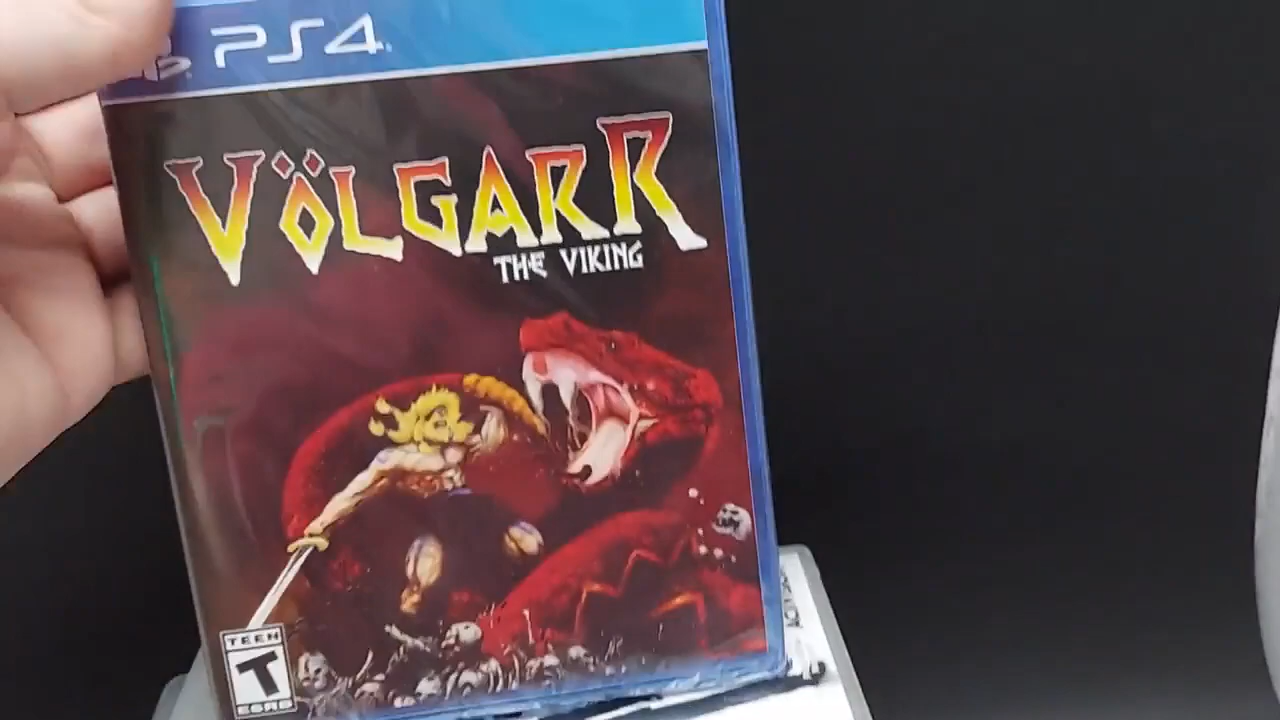 PS4
VÖLGARR
THE VIKING
TEEN
T
ESRB